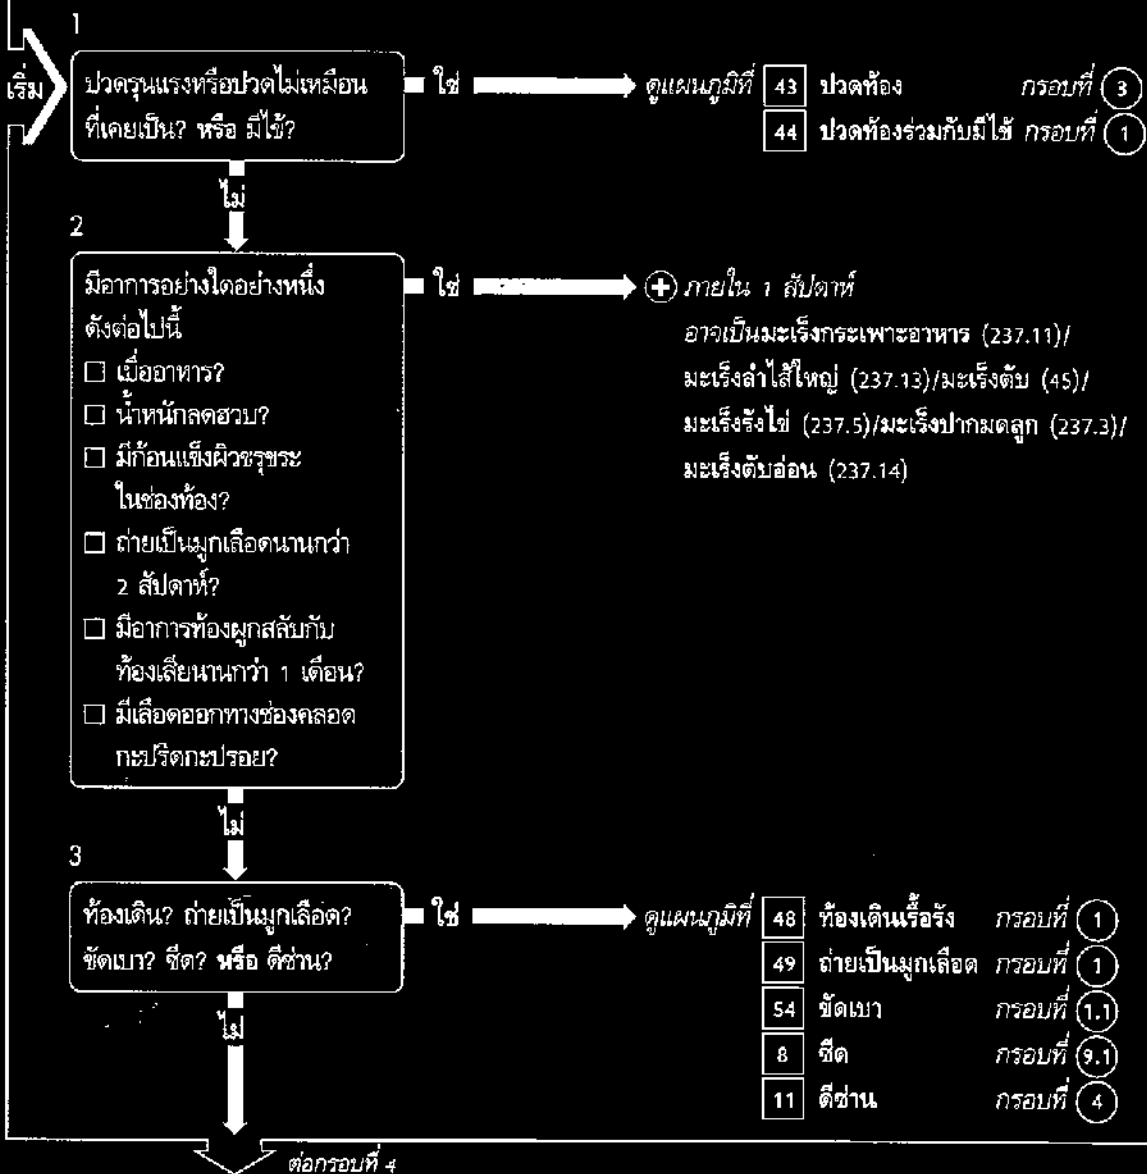 1
เริ่ม
ปวดรุนแรงหรือปวดไม่เหมือน
ที่เคยเป็น? หรือ มีไข้?
ใช่
ดูแผนภูมิที่ 43 ปวดท้อง กรอบที่ 3
44 ปวดท้องร่วมกับมีไข้ กรอบที่ 1
ไม่
2
มีอาการอย่างใดอย่างหนึ่ง
ดังต่อไปนี้
☐ เบื่ออาหาร?
☐ น้ำหนักลดฮวบ?
☐ มีก้อนแข็งผิวขรุขระ
ในช่องท้อง?
☐ ถ่ายเป็นมูกเลือดนานกว่า
2 สัปดาห์?
☐ มีอาการท้องผูกสลับกับ
ท้องเสียนานกว่า 1 เดือน?
☐ มีเลือดออกทางช่องคลอด
กะปริดกะปรอย?
ใช่
+ ภายใน 1 สัปดาห์
อาจเป็นมะเร็งกระเพาะอาหาร (237.11)/
มะเร็งลำไส้ใหญ่ (237.13)/มะเร็งตับ (45)/
มะเร็งรังไข่ (237.5)/มะเร็งปากมดลูก (237.3)/
มะเร็งตับอ่อน (237.14)
ไม่
3
ท้องเดิน? ถ่ายเป็นมูกเลือด?
ขัดเบา? ซีด? หรือ ดีซ่าน?
ใช่
ดูแผนภูมิที่ 48 ท้องเดินเรื้อรัง กรอบที่ 1
49 ถ่ายเป็นมูกเลือด กรอบที่ 1
54 ขัดเบา กรอบที่ 1.1
8 ซีด กรอบที่ 9.1
11 ดีซ่าน กรอบที่ 4
ไม่
ต่อกรอบที่ 4